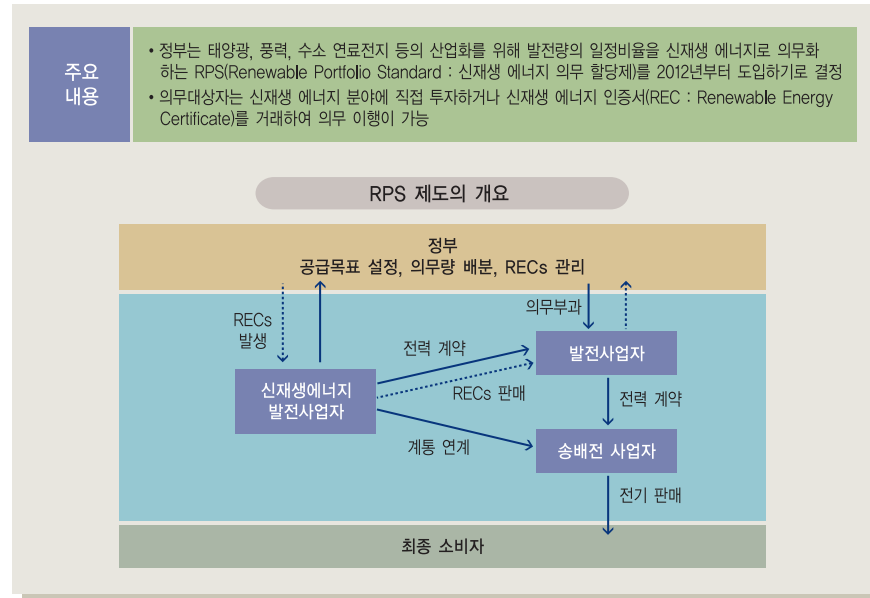 주요
내용
• 정부는 태양광, 풍력, 수소 연료전지 등의 산업화를 위해 발전량의 일정비율을 신재생 에너지로 의무화
하는 RPS(Renewable Portfolio Standard : 신재생 에너지 의무 할당제)를 2012년부터 도입하기로 결정
• 의무대상자는 신재생 에너지 분야에 직접 투자하거나 신재생 에너지 인증서(REC : Renewable Energy
Certificate)를 거래하여 의무 이행이 가능
RPS 제도의 개요
정부
공급목표 설정, 의무량 배분, RECs 관리
RECs
발생
의무부과
전력 계약
발전사업자
RECs 판매
신재생에너지
발전사업자
전력 계약
계통 연계
송배전 사업자
전기 판매
최종 소비자